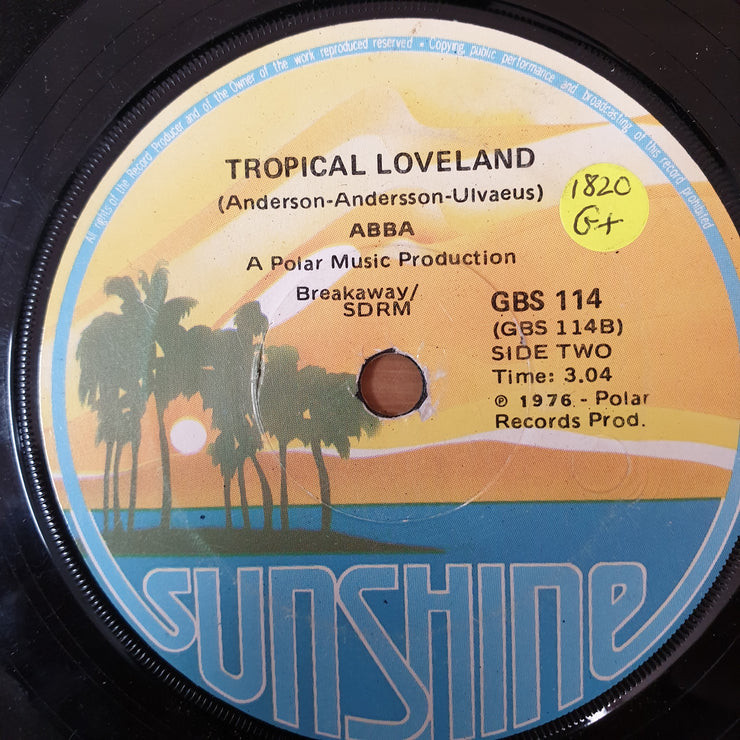 All rights of the Record Producer and of the Owner of the work reproduced reserved • Copying, public performance and broadcasting of this record prohibited
TROPICAL LOVELAND
(Anderson-Andersson-Ulvaeus)
ABBA
A Polar Music Production
Breakaway/
SDRM
1820
G+
GBS 114
(GBS 114B)
SIDE TWO
Time: 3.04
℗ 1976 - Polar
Records Prod.
SUNSHINE